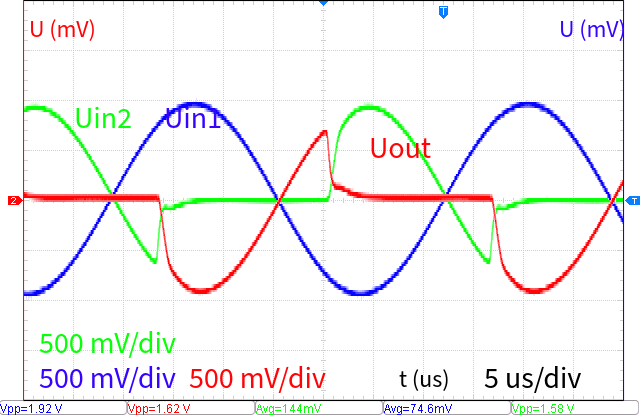 T
U (mV)
U (mV)
Uin2
Uin1
Uout
2
T
500 mV/div
500 mV/div
500 mV/div
t (us)
5 us/div
Vpp=1.92 V
Vpp=1.62 V
Avg=144mV
Avg=74.6mV
Vpp=1.58 V